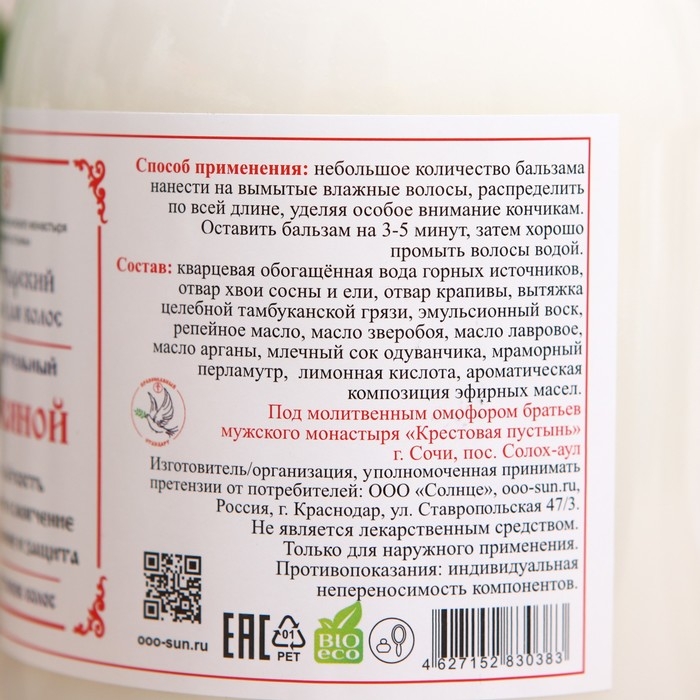 Способ применения: небольшое количество бальзама
нанести на вымытые влажные волосы, распределить
по всей длине, уделяя особое внимание кончикам.
Оставить бальзам на 3-5 минут, затем хорошо
промыть волосы водой.
Состав: кварцевая обогащённая вода горных источников,
отвар хвои сосны и ели, отвар крапивы, вытяжка
целебной тамбуканской грязи, эмульсионный воск,
репейное масло, масло зверобоя, масло лавровое,
масло арганы, млечный сок одуванчика, мраморный
перламутр, лимонная кислота, ароматическая
композиция эфирных масел.
Под молитвенным омофором братьев
мужского монастыря «Крестовая пустынь»
г. Сочи, пос. Солох-аул
Изготовитель/организация, уполномоченная принимать
претензии от потребителей: ООО «Солнце», ooo-sun.ru,
Россия, г. Краснодар, ул. Ставропольская 47/3.
Не является лекарственным средством.
Только для наружного применения.
Противопоказания: индивидуальная
непереносимость компонентов.
ooo-sun.ru
EAC
01
PET
BIO
eco
4 627152 830383
монастыря
волос
защита
волос